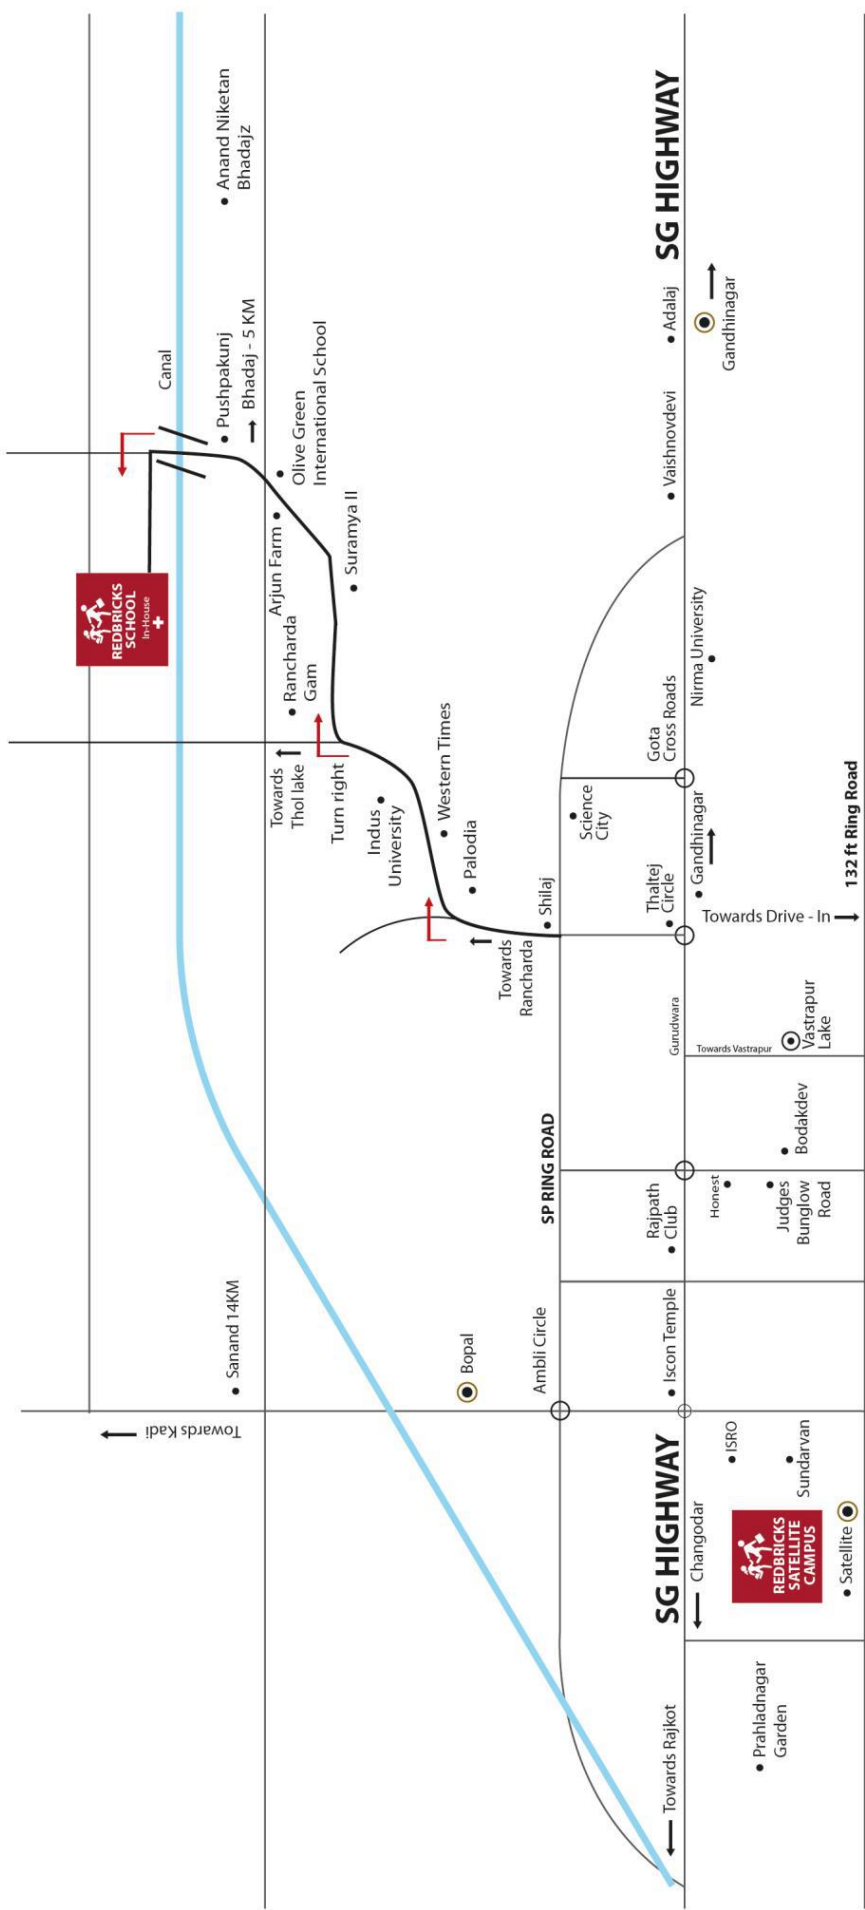 Canal
Anand Niketan
Bhadajz
Pushpakunj
Bhadaj - 5 KM
REDBRICKS
SCHOOL
In-House
Olive Green
International School
Arjun Farm
Suramya II
Rancharda
Gam
Towards
Thol lake
Turn right
Indus
University
Western Times
Palodia
Towards
Rancharda
Shilaj
Sanand 14KM
Towards Kadi
Bopal
Ambli Circle
SP RING ROAD
Science
City
Gota
Cross Roads
Thaltej
Circle
Gurudwara
Rajpath
Club
Iscon Temple
SG HIGHWAY
Towards Rajkot
Vaishnovdevi
Adalaj
SG HIGHWAY
Changodar
Gandhinagar
Nirma University
Gandhinagar
Towards Drive - In
132 ft Ring Road
Towards Vastrapur
Vastrapur
Lake
Bodakdev
Honest
Judges
Bunglow
Road
ISRO
Sundarvan
REDBRICKS
SATELLITE
CAMPUS
Satellite
Prahladnagar
Garden